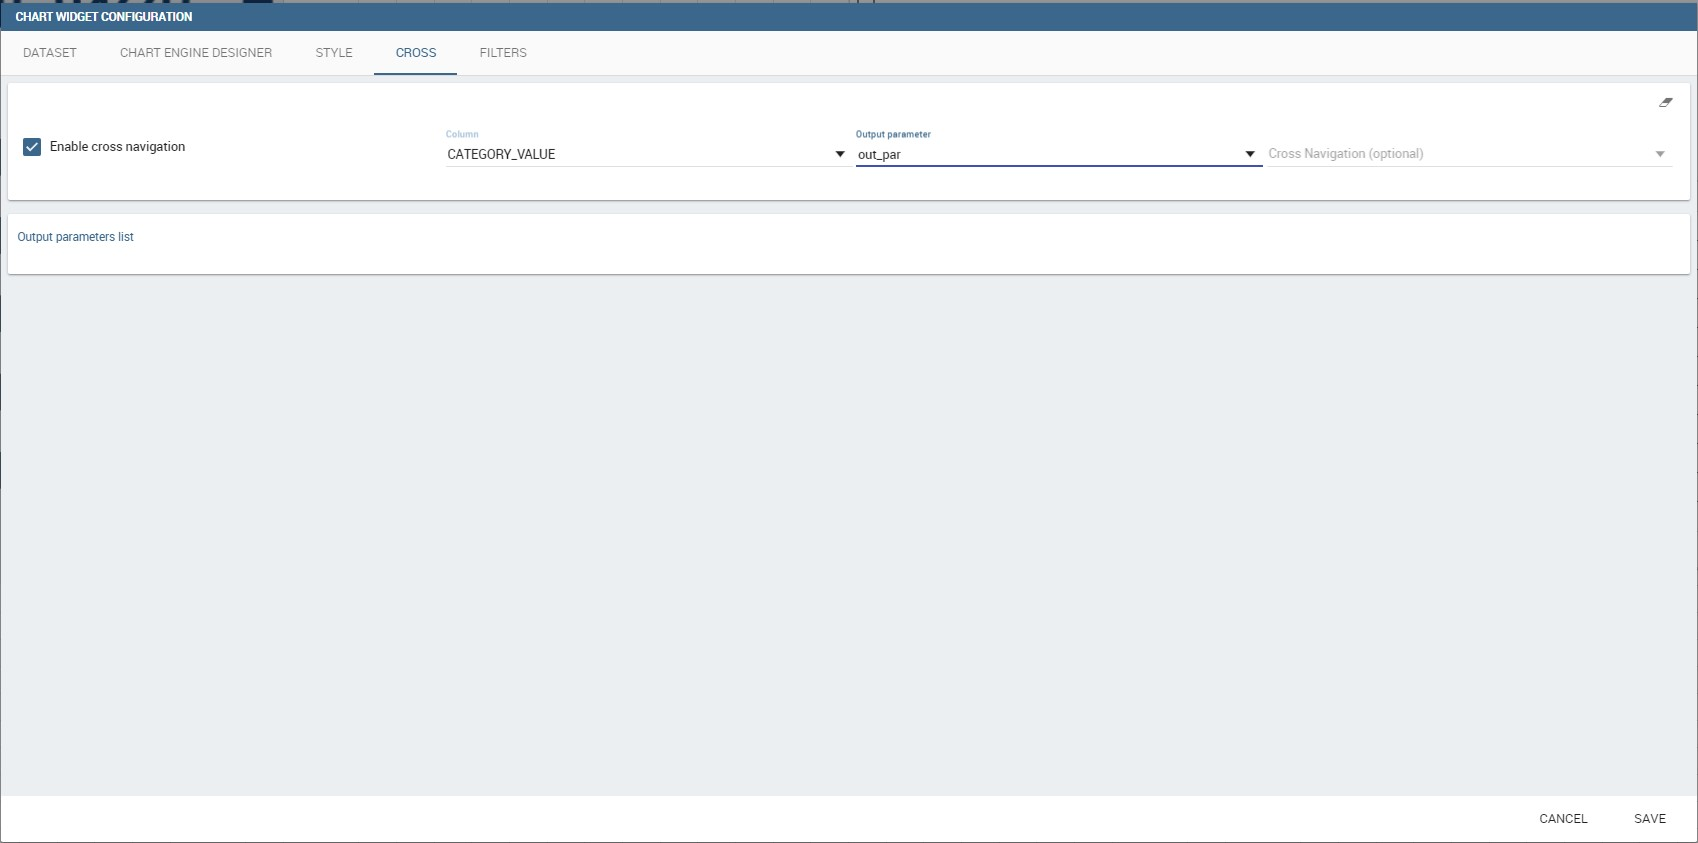 CHART WIDGET CONFIGURATION
DATASET CHART ENGINE DESIGNER STYLE CROSS FILTERS
Column Output parameter
Enable cross navigation CATEGORY_VALUE out_par Cross Navigation (optional)
Output parameters list
CANCEL SAVE